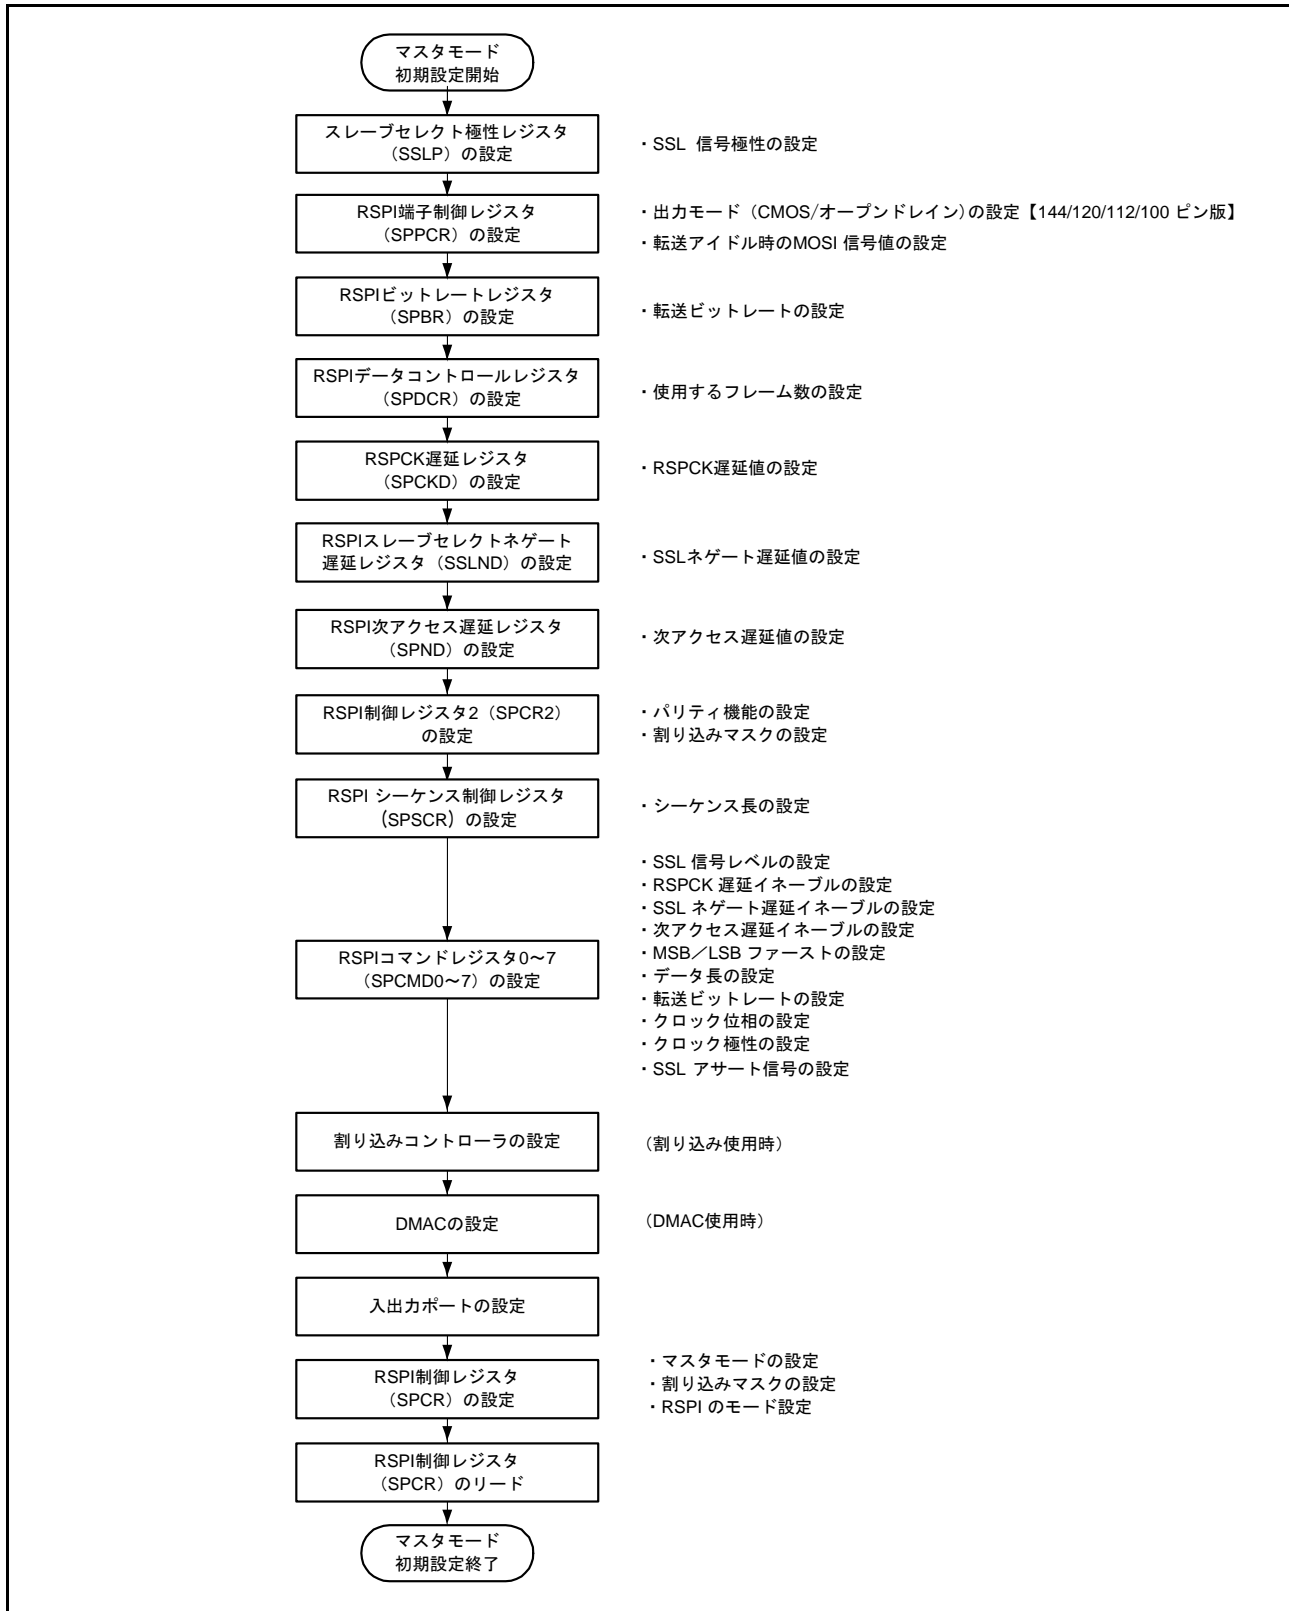 マスタモード
初期設定開始
スレーブセレクト極性レジスタ
（SSLP）の設定
・SSL 信号極性の設定
RSPI端子制御レジスタ
（SPPCR）の設定
・出力モード（CMOS/オープンドレイン）の設定【144/120/112/100 ピン版】
・転送アイドル時のMOSI 信号値の設定
RSPIビットレートレジスタ
（SPBR）の設定
・転送ビットレートの設定
RSPIデータコントロールレジスタ
（SPDCR）の設定
・使用するフレーム数の設定
RSPCK遅延レジスタ
（SPCKD）の設定
・RSPCK遅延値の設定
RSPIスレーブセレクトネゲート
遅延レジスタ（SSLND）の設定
・SSLネゲート遅延値の設定
RSPI次アクセス遅延レジスタ
（SPND）の設定
・次アクセス遅延値の設定
RSPI制御レジスタ2（SPCR2）
の設定
・パリティ機能の設定
・割り込みマスクの設定
RSPI シーケンス制御レジスタ
（SPSCR）の設定
・シーケンス長の設定
RSPIコマンドレジスタ0～7
（SPCMD0～7）の設定
・SSL 信号レベルの設定
・RSPCK 遅延イネーブルの設定
・SSL ネゲート遅延イネーブルの設定
・次アクセス遅延イネーブルの設定
・MSB／LSB ファーストの設定
・データ長の設定
・転送ビットレートの設定
・クロック位相の設定
・クロック極性の設定
・SSL アサート信号の設定
割り込みコントローラの設定
（割り込み使用時）
DMACの設定
（DMAC使用時）
入出力ポートの設定
RSPI制御レジスタ
（SPCR）の設定
・マスタモードの設定
・割り込みマスクの設定
・RSPI のモード設定
RSPI制御レジスタ
（SPCR）のリード
マスタモード
初期設定終了